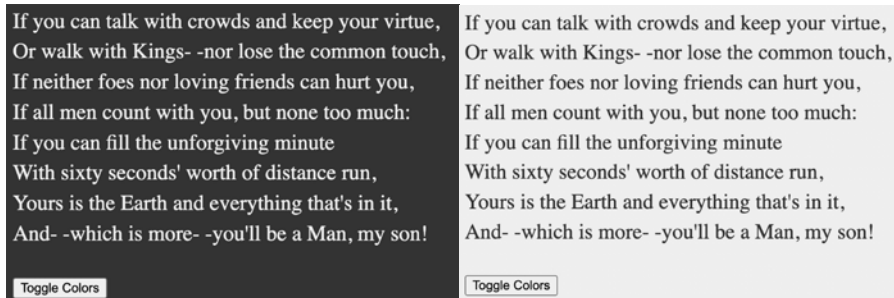 If you can talk with crowds and keep your virtue,
Or walk with Kings- -nor lose the common touch,
If neither foes nor loving friends can hurt you,
If all men count with you, but none too much:
If you can fill the unforgiving minute
With sixty seconds' worth of distance run,
Yours is the Earth and everything that's in it,
And- -which is more- -you'll be a Man, my son!
Toggle Colors
If you can talk with crowds and keep your virtue,
Or walk with Kings- -nor lose the common touch,
If neither foes nor loving friends can hurt you,
If all men count with you, but none too much:
If you can fill the unforgiving minute
With sixty seconds' worth of distance run,
Yours is the Earth and everything that's in it,
And- -which is more- -you'll be a Man, my son!
Toggle Colors